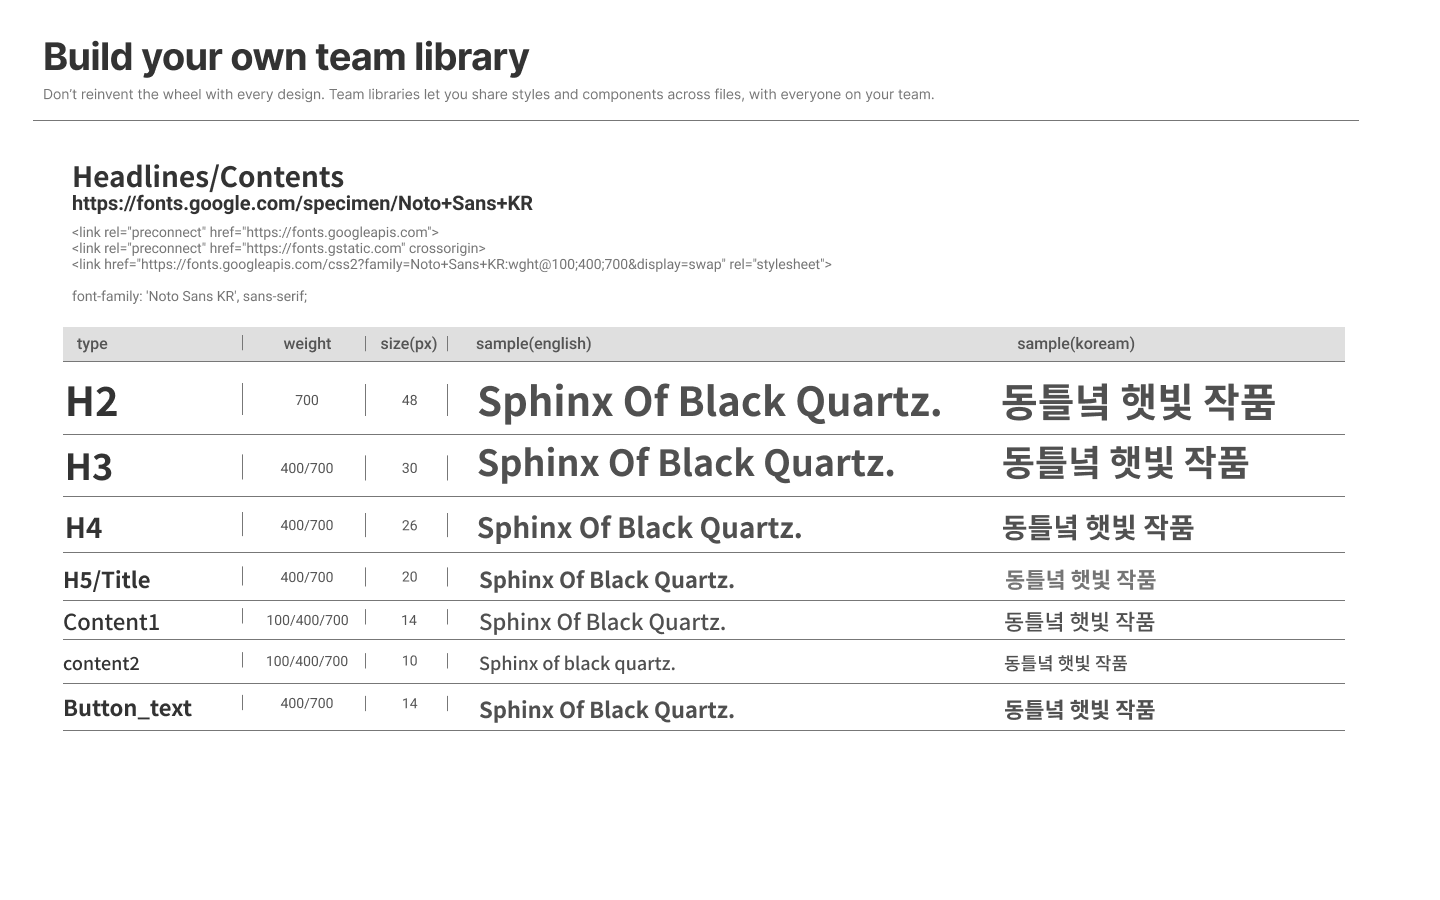 Build your own team library
Don't reinvent the wheel with every design. Team libraries let you share styles and components across files, with everyone on your team.
Headlines/Contents
https://fonts.google.com/specimen/Noto+Sans+KR
<link rel="preconnect" href="https://fonts.googleapis.com">
<link rel="preconnect" href="https://fonts.gstatic.com" crossorigin>
<link href="https://fonts.googleapis.com/css2?family=Noto+Sans+KR:wght@100;400;700&display=swap" rel="stylesheet">
font-family: 'Noto Sans KR', sans-serif;
type | weight | size(px) | sample(english) sample(koream)
H2 | 700 | 48 | Sphinx Of Black Quartz. 동틀녘 햇빛 작품
H3 | 400/700 | 30 | Sphinx Of Black Quartz. 동틀녘 햇빛 작품
H4 | 400/700 | 26 | Sphinx Of Black Quartz. 동틀녘 햇빛 작품
H5/Title | 400/700 | 20 | Sphinx Of Black Quartz. 동틀녘 햇빛 작품
Content1 | 100/400/700 | 14 | Sphinx Of Black Quartz. 동틀녘 햇빛 작품
content2 | 100/400/700 | 10 | Sphinx of black quartz. 동틀녘 햇빛 작품
Button_text | 400/700 | 14 | Sphinx Of Black Quartz. 동틀녘 햇빛 작품